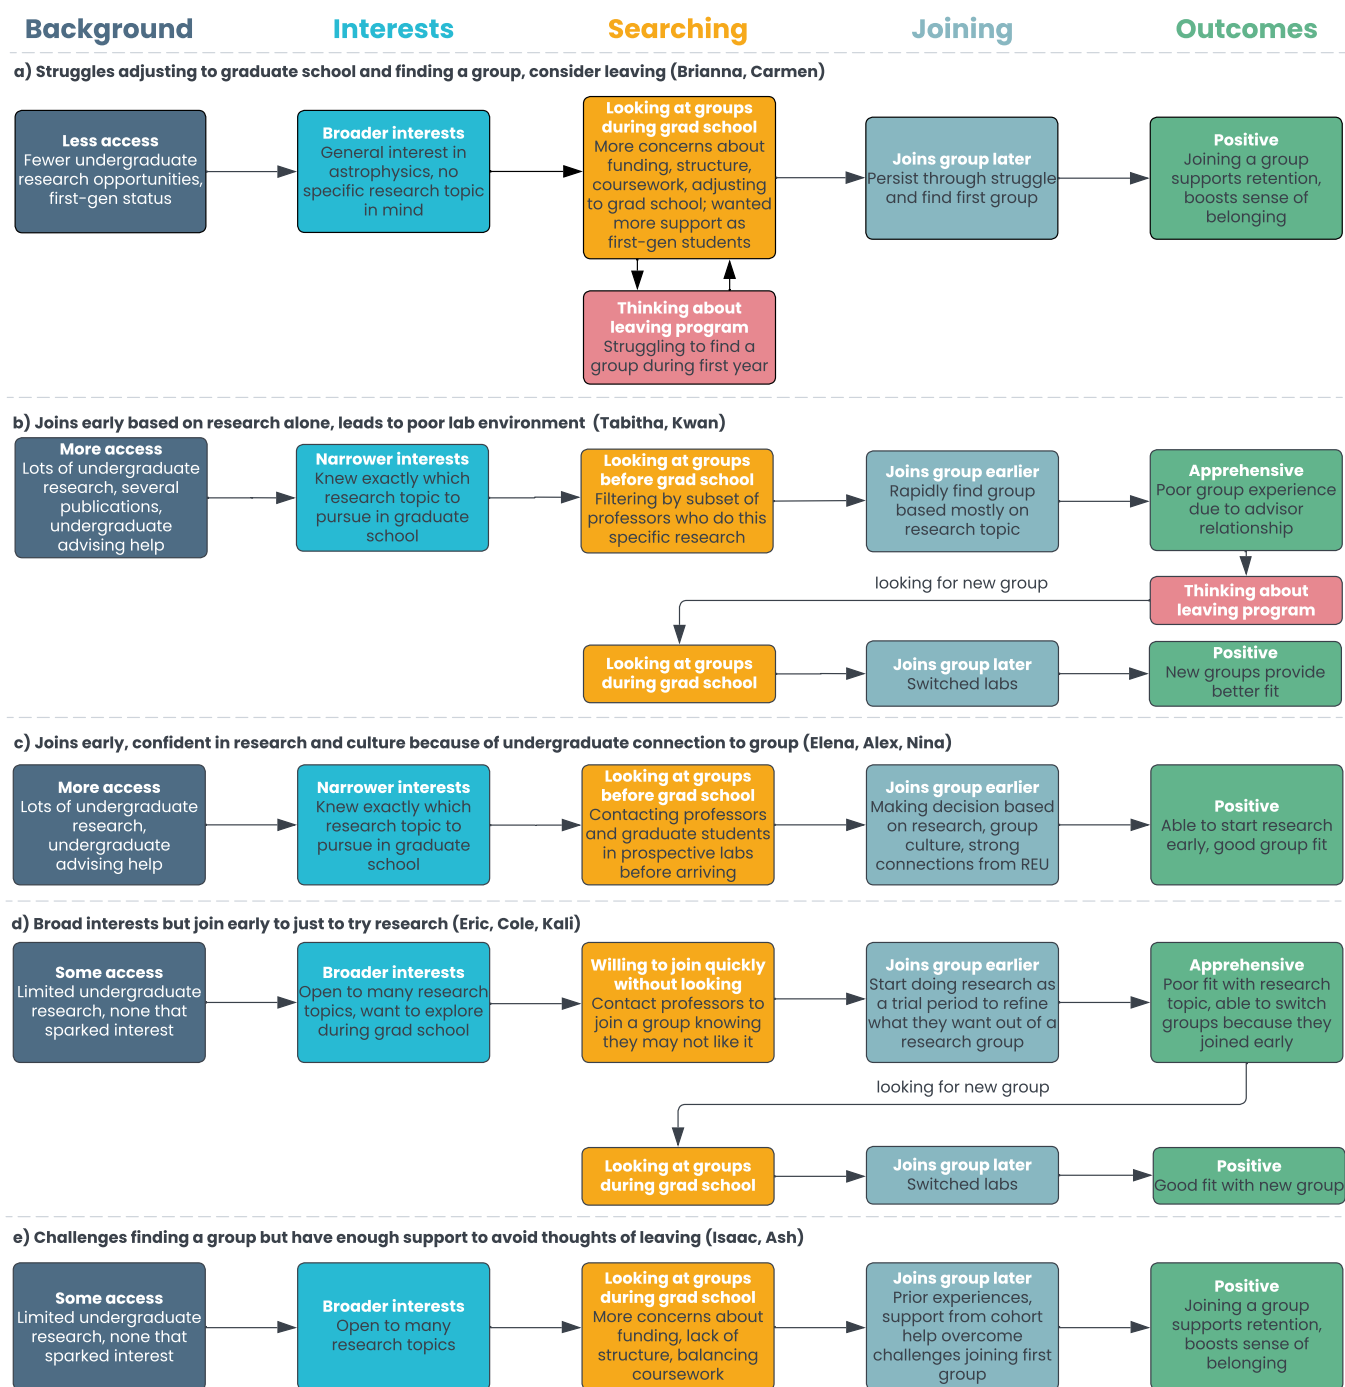 Background
Interests
Searching
Joining
Outcomes
a) Struggles adjusting to graduate school and finding a group, consider leaving (Brianna, Carmen)
Less access
Fewer undergraduate
research opportunities,
first-gen status
Broader interests
General interest in
astrophysics, no
specific research topic
in mind
Looking at groups
during grad school
More concerns about
funding, structure,
coursework, adjusting
to grad school; wanted
more support as
first-gen students
Joins group later
Persist through struggle
and find first group
Positive
Joining a group
supports retention,
boosts sense of
belonging
Thinking about
leaving program
Struggling to find a
group during first year
b) Joins early based on research alone, leads to poor lab environment (Tabitha, Kwan)
More access
Lots of undergraduate
research, several
publications,
undergraduate
advising help
Narrower interests
Knew exactly which
research topic to
pursue in graduate
school
Looking at groups
before grad school
Filtering by subset of
professors who do this
specific research
Joins group earlier
Rapidly find group
based mostly on
research topic
Apprehensive
Poor group experience
due to advisor
relationship
looking for new group
Thinking about
leaving program
Looking at groups
during grad school
Joins group later
Switched labs
Positive
New groups provide
better fit
c) Joins early, confident in research and culture because of undergraduate connection to group (Elena, Alex, Nina)
More access
Lots of undergraduate
research,
undergraduate
advising help
Narrower interests
Knew exactly which
research topic to
pursue in graduate
school
Looking at groups
before grad school
Contacting professors
and graduate students
in prospective labs
before arriving
Joins group earlier
Making decision based
on research, group
culture, strong
connections from REU
Positive
Able to start research
early, good group fit
d) Broad interests but join early to just to try research (Eric, Cole, Kali)
Some access
Limited undergraduate
research, none that
sparked interest
Broader interests
Open to many research
topics, want to explore
during grad school
Willing to join quickly
without looking
Contact professors to
join a group knowing
they may not like it
Joins group earlier
Start doing research as
a trial period to refine
what they want out of a
research group
Apprehensive
Poor fit with research
topic, able to switch
groups because they
joined early
looking for new group
Looking at groups
during grad school
Joins group later
Switched labs
Positive
Good fit with new group
e) Challenges finding a group but have enough support to avoid thoughts of leaving (Isaac, Ash)
Some access
Limited undergraduate
research, none that
sparked interest
Broader interests
Open to many
research topics
Looking at groups
during grad school
More concerns about
funding, lack of
structure, balancing
coursework
Joins group later
Prior experiences,
support from cohort
help overcome
challenges joining first
group
Positive
Joining a group
supports retention,
boosts sense of
belonging